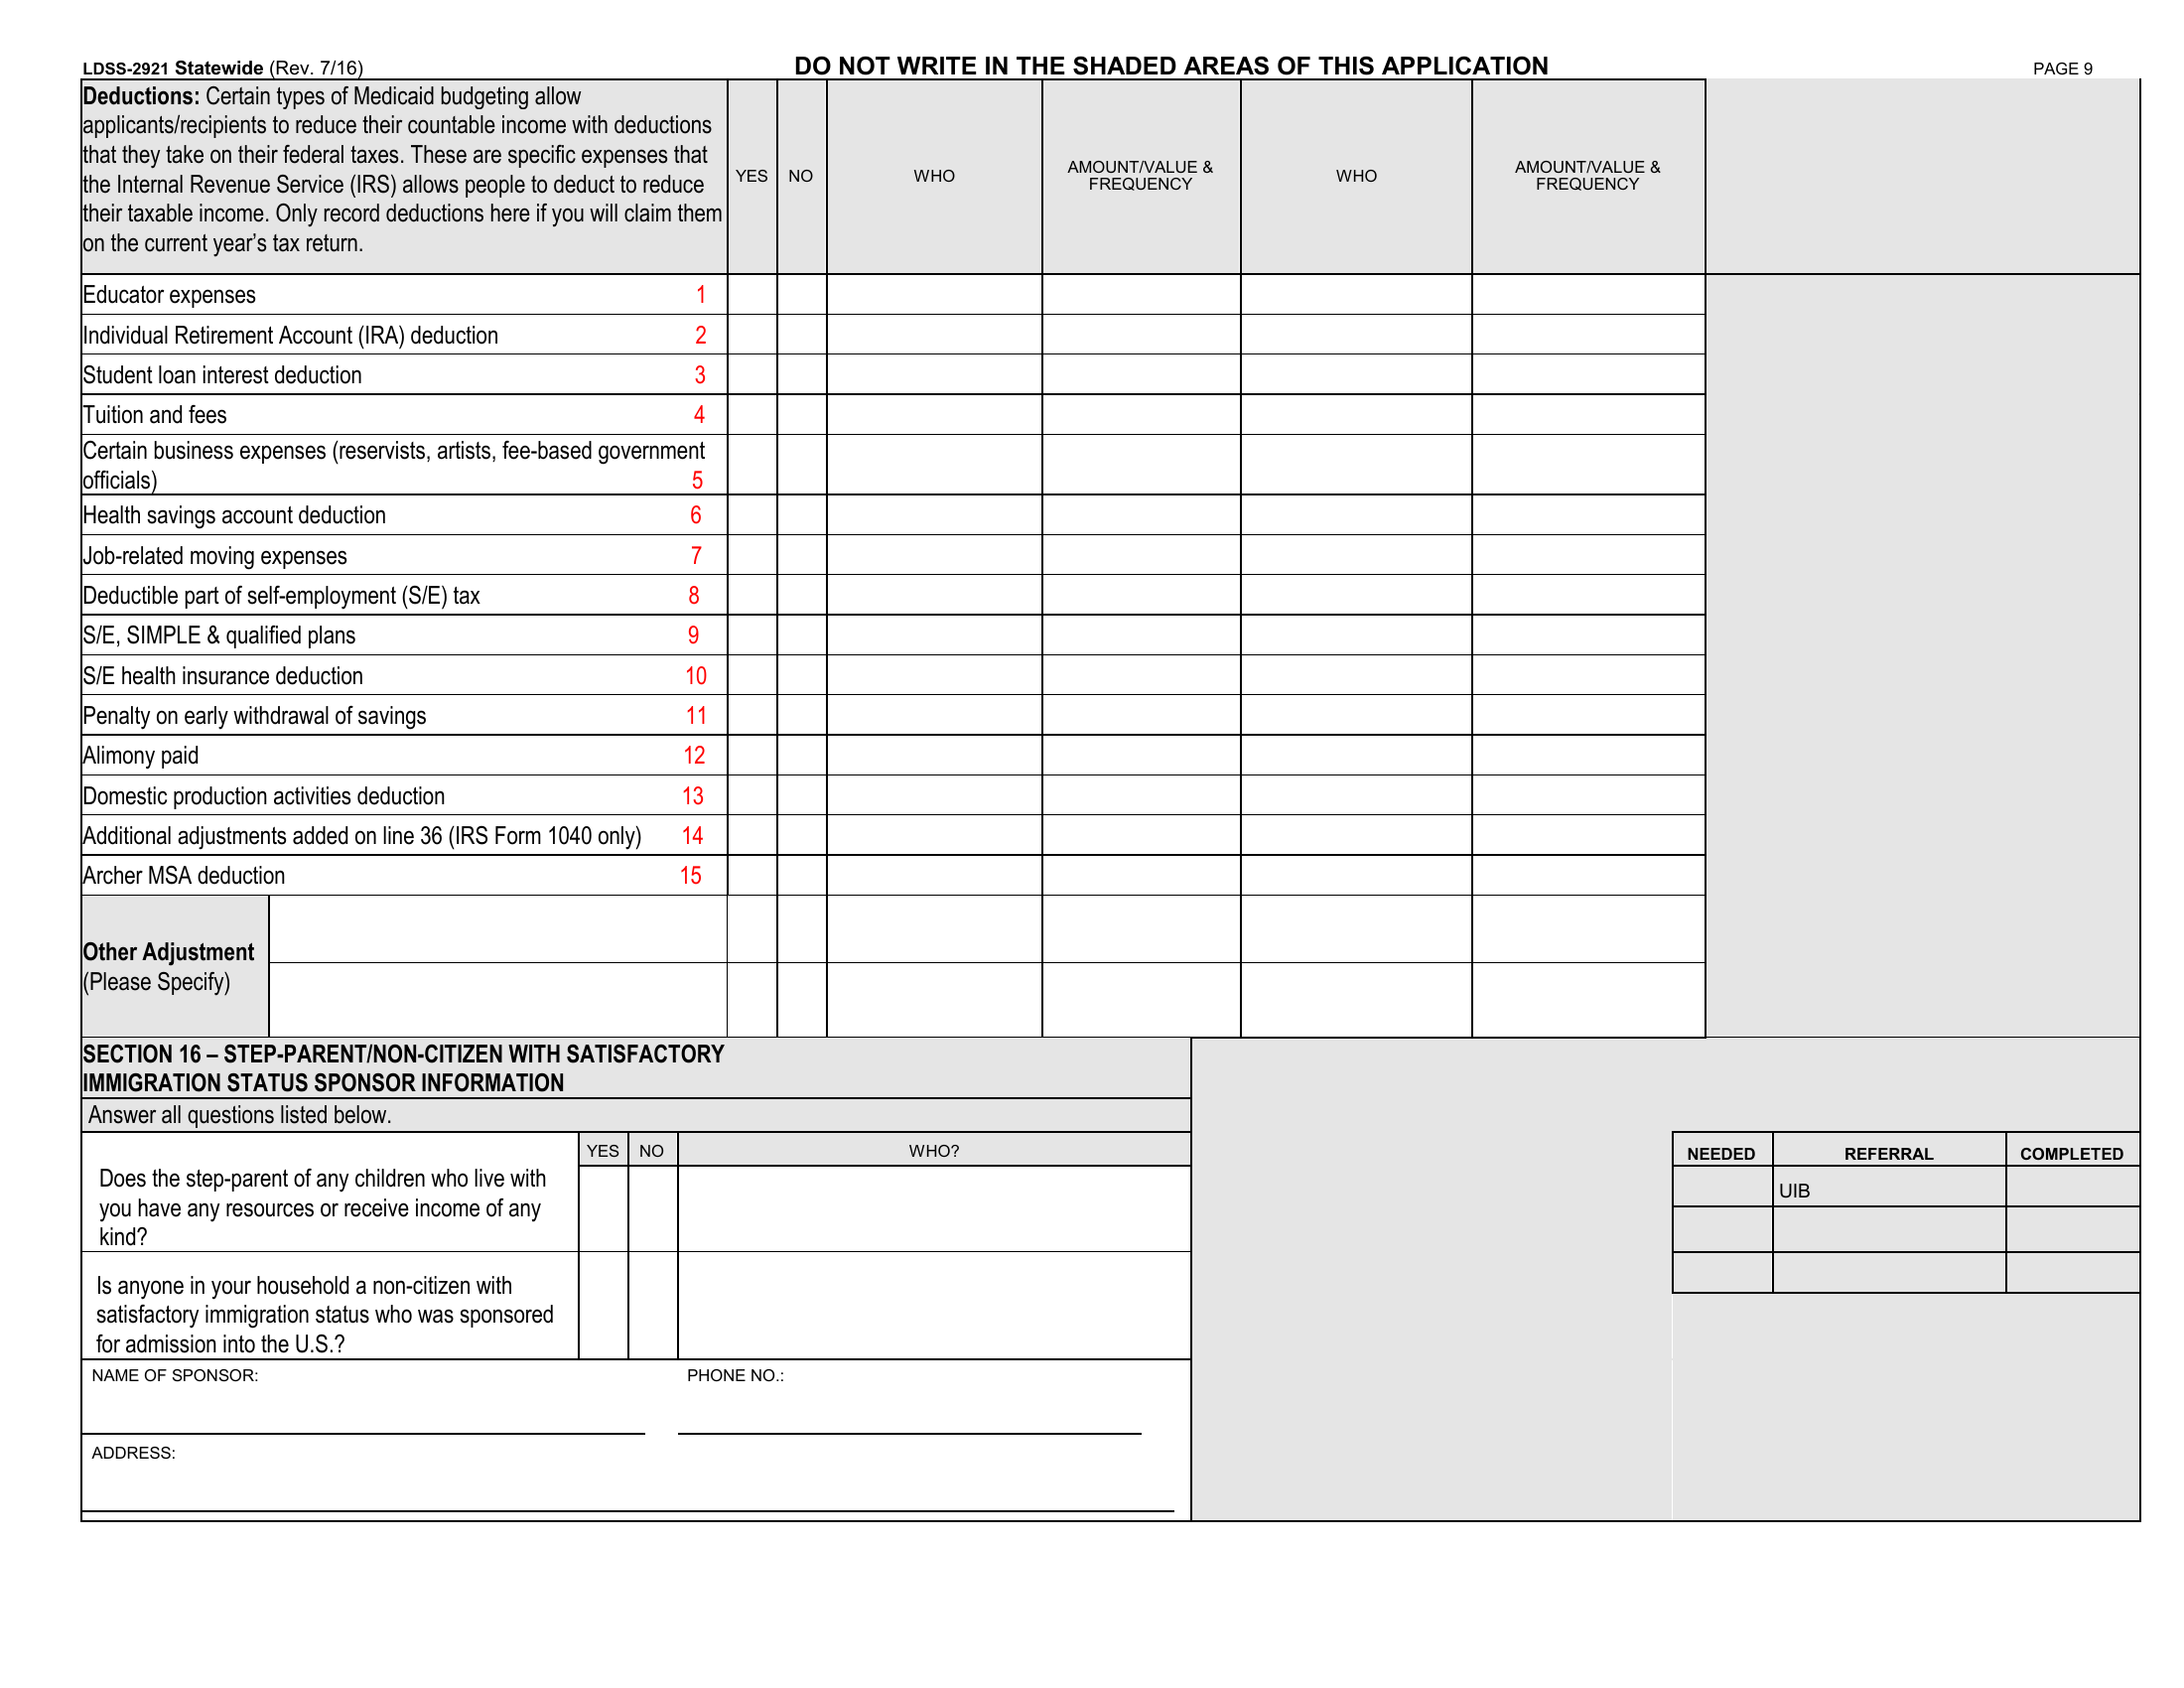 LDSS-2921 Statewide (Rev. 7/16)
DO NOT WRITE IN THE SHADED AREAS OF THIS APPLICATION
PAGE 9
Deductions: Certain types of Medicaid budgeting allow
applicants/recipients to reduce their countable income with deductions
that they take on their federal taxes. These are specific expenses that
the Internal Revenue Service (IRS) allows people to deduct to reduce
their taxable income. Only record deductions here if you will claim them
on the current year’s tax return.
YES
NO
WHO
AMOUNT/VALUE &
FREQUENCY
WHO
AMOUNT/VALUE &
FREQUENCY
Educator expenses 1
Individual Retirement Account (IRA) deduction 2
Student loan interest deduction 3
Tuition and fees 4
Certain business expenses (reservists, artists, fee-based government
officials) 5
Health savings account deduction 6
Job-related moving expenses 7
Deductible part of self-employment (S/E) tax 8
S/E, SIMPLE & qualified plans 9
S/E health insurance deduction 10
Penalty on early withdrawal of savings 11
Alimony paid 12
Domestic production activities deduction 13
Additional adjustments added on line 36 (IRS Form 1040 only) 14
Archer MSA deduction 15
Other Adjustment
(Please Specify)
SECTION 16 – STEP-PARENT/NON-CITIZEN WITH SATISFACTORY
IMMIGRATION STATUS SPONSOR INFORMATION
Answer all questions listed below.
YES
NO
WHO?
Does the step-parent of any children who live with
you have any resources or receive income of any
kind?
Is anyone in your household a non-citizen with
satisfactory immigration status who was sponsored
for admission into the U.S.?
NAME OF SPONSOR:
PHONE NO.:
ADDRESS:
NEEDED
REFERRAL
COMPLETED
UIB